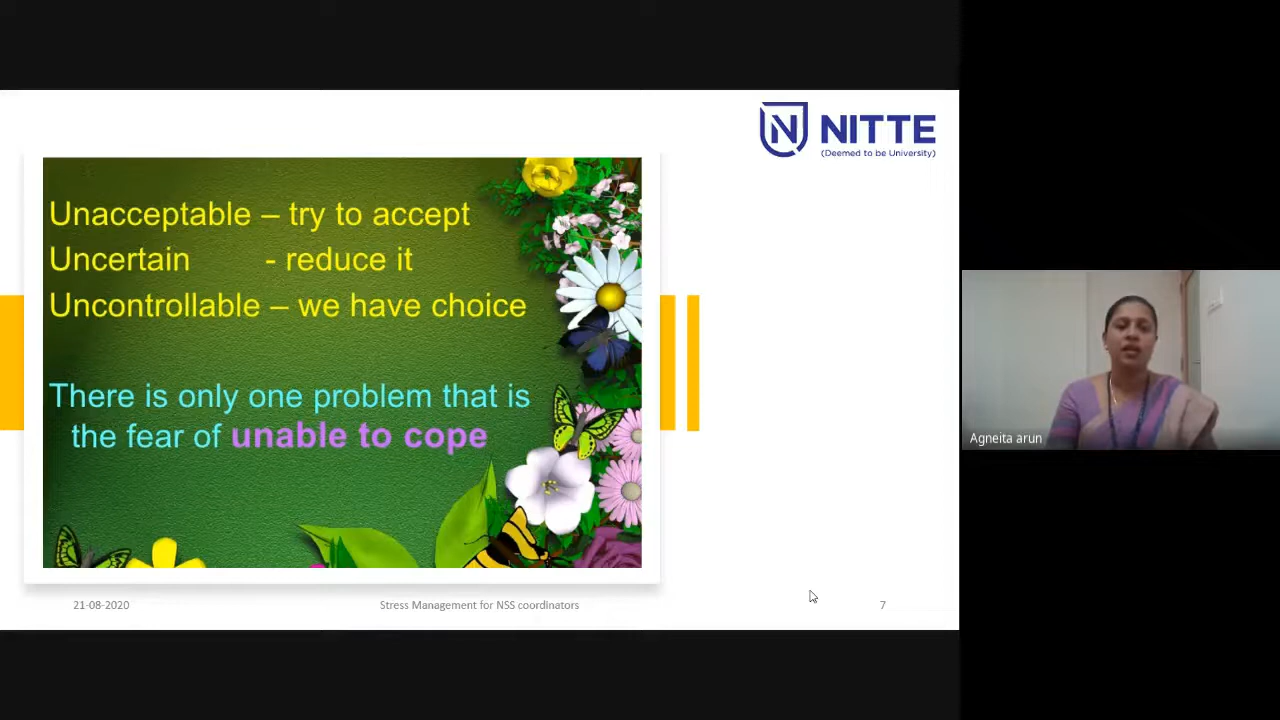 NITTE
(Deemed to be University)
Unacceptable – try to accept
Uncertain - reduce it
Uncontrollable – we have choice
There is only one problem that is
the fear of unable to cope
Agneita arun
21-08-2020
Stress Management for NSS coordinators
7